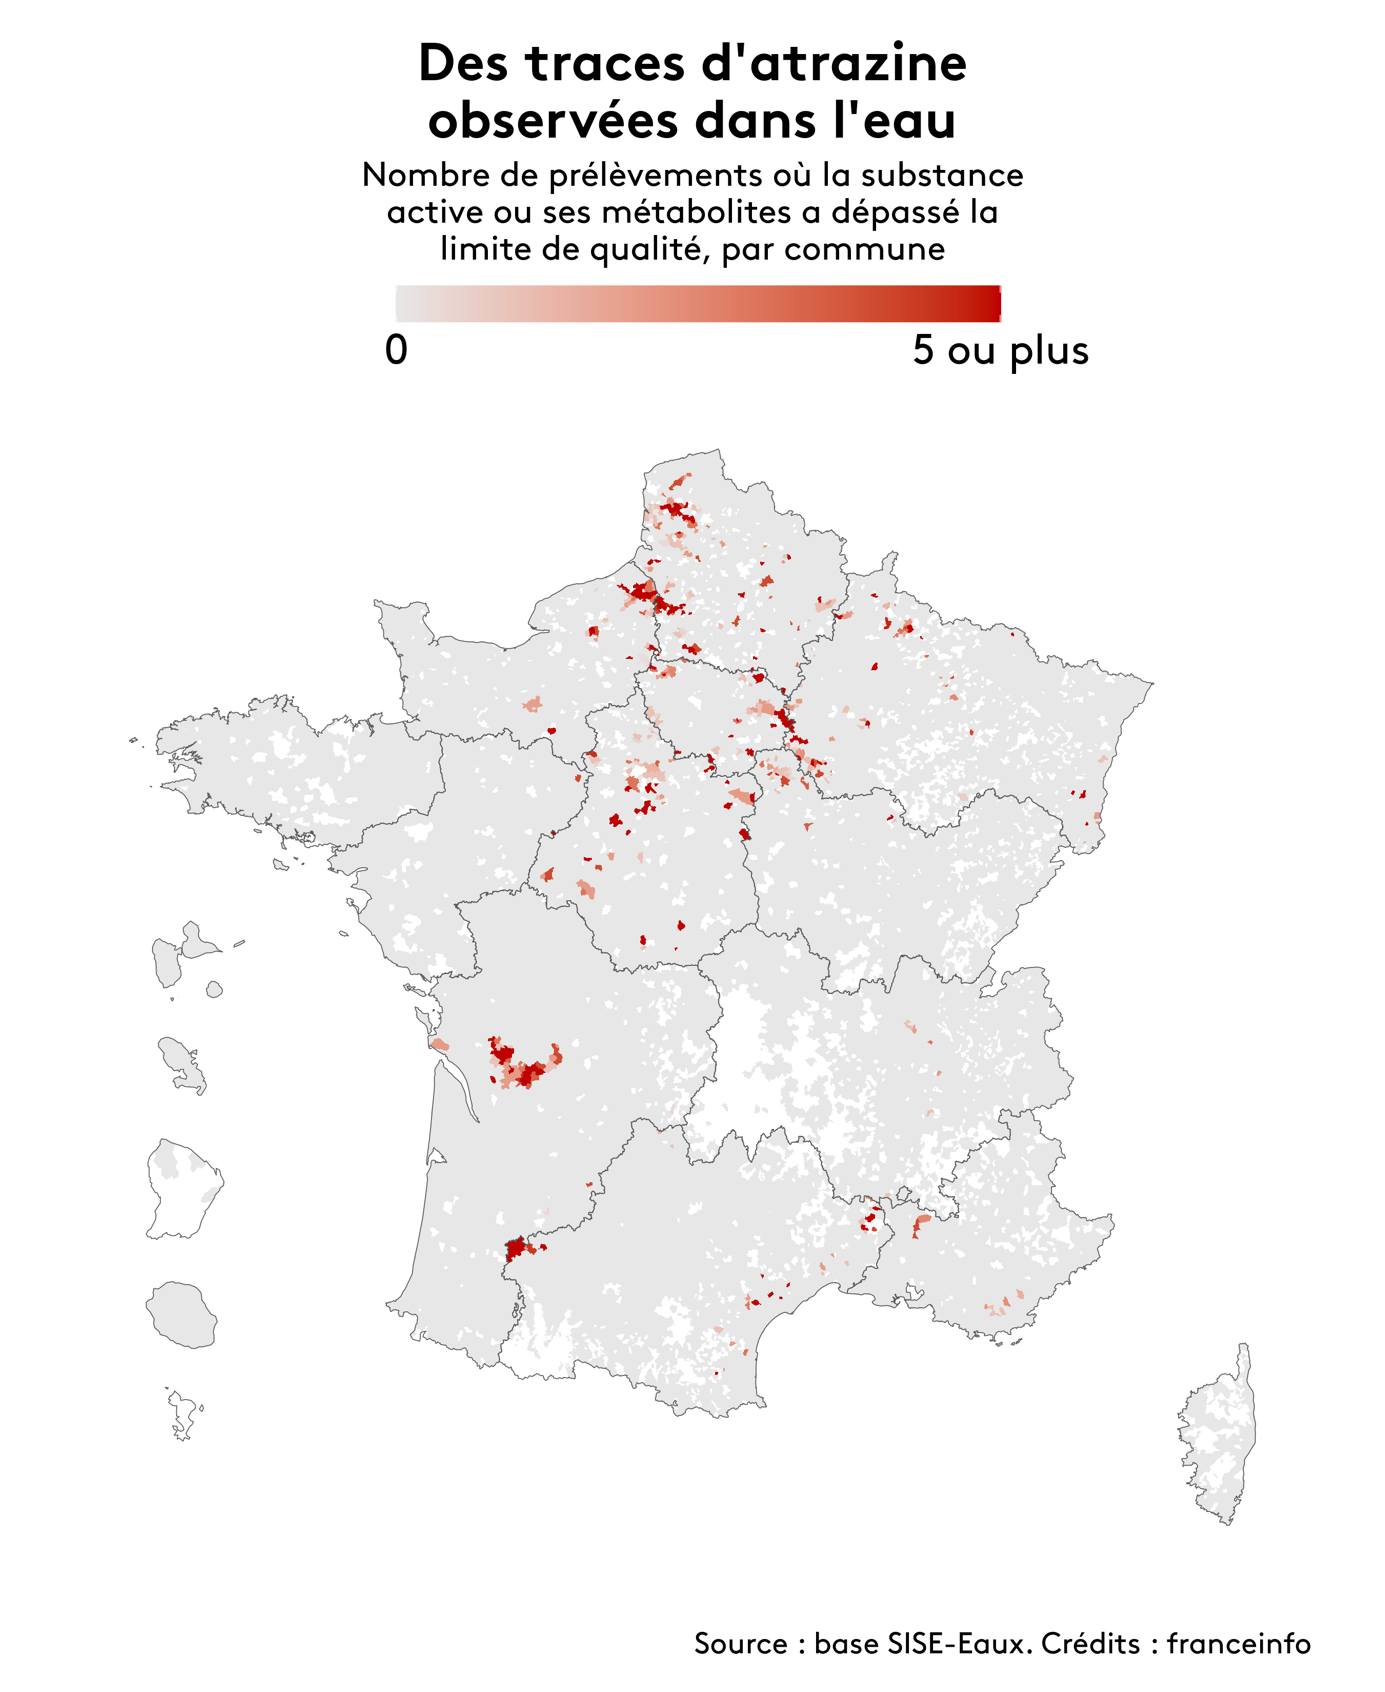 Des traces d'atrazine
observées dans l'eau
Nombre de prélèvements où la substance
active ou ses métabolites a dépassé la
limite de qualité, par commune
0
5 ou plus
Source : base SISE-Eaux. Crédits : franceinfo